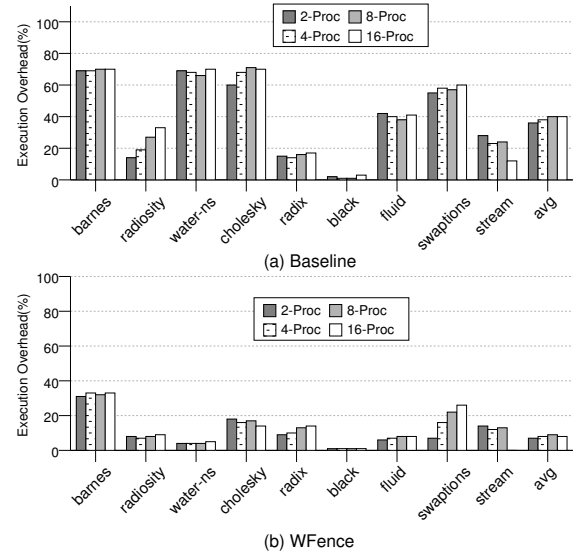 Execution Overhead(%)
100
80
60
40
20
0
2-Proc 8-Proc
4-Proc 16-Proc
barnes radiosity water-ns cholesky radix black fluid swaptions stream avg
(a) Baseline
Execution Overhead(%)
100
80
60
40
20
0
2-Proc 8-Proc
4-Proc 16-Proc
barnes radiosity water-ns cholesky radix black fluid swaptions stream avg
(b) WFence